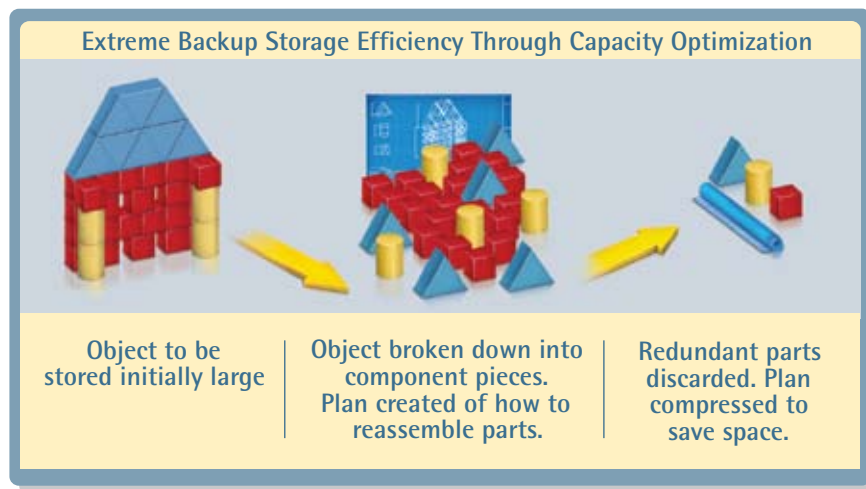 Extreme Backup Storage Efficiency Through Capacity Optimization
Object to be
stored initially large
Object broken down into
component pieces.
Plan created of how to
reassemble parts.
Redundant parts
discarded. Plan
compressed to
save space.